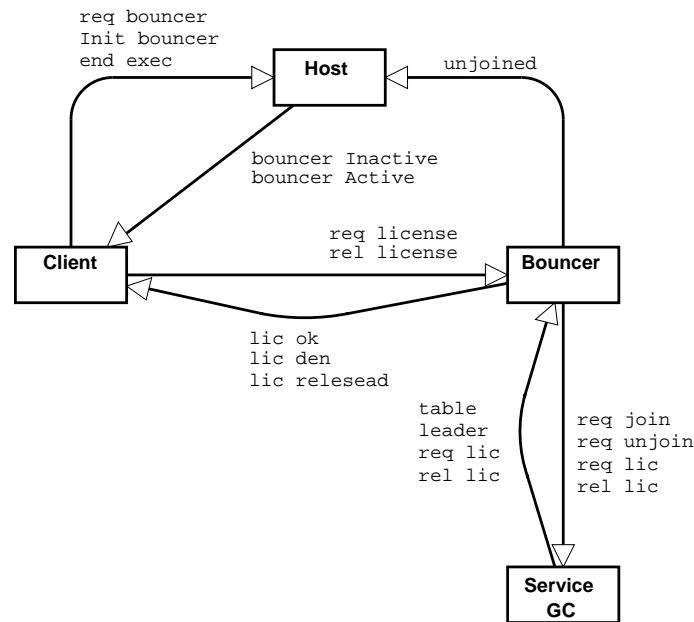 req bouncer
Init bouncer
end exec
Host
unjoined
bouncer Inactive
bouncer Active
req license
rel license
Client
Bouncer
lic ok
lic den
lic relesead
table
leader
req lic
rel lic
req join
req unjoin
req lic
rel lic
Service
GC